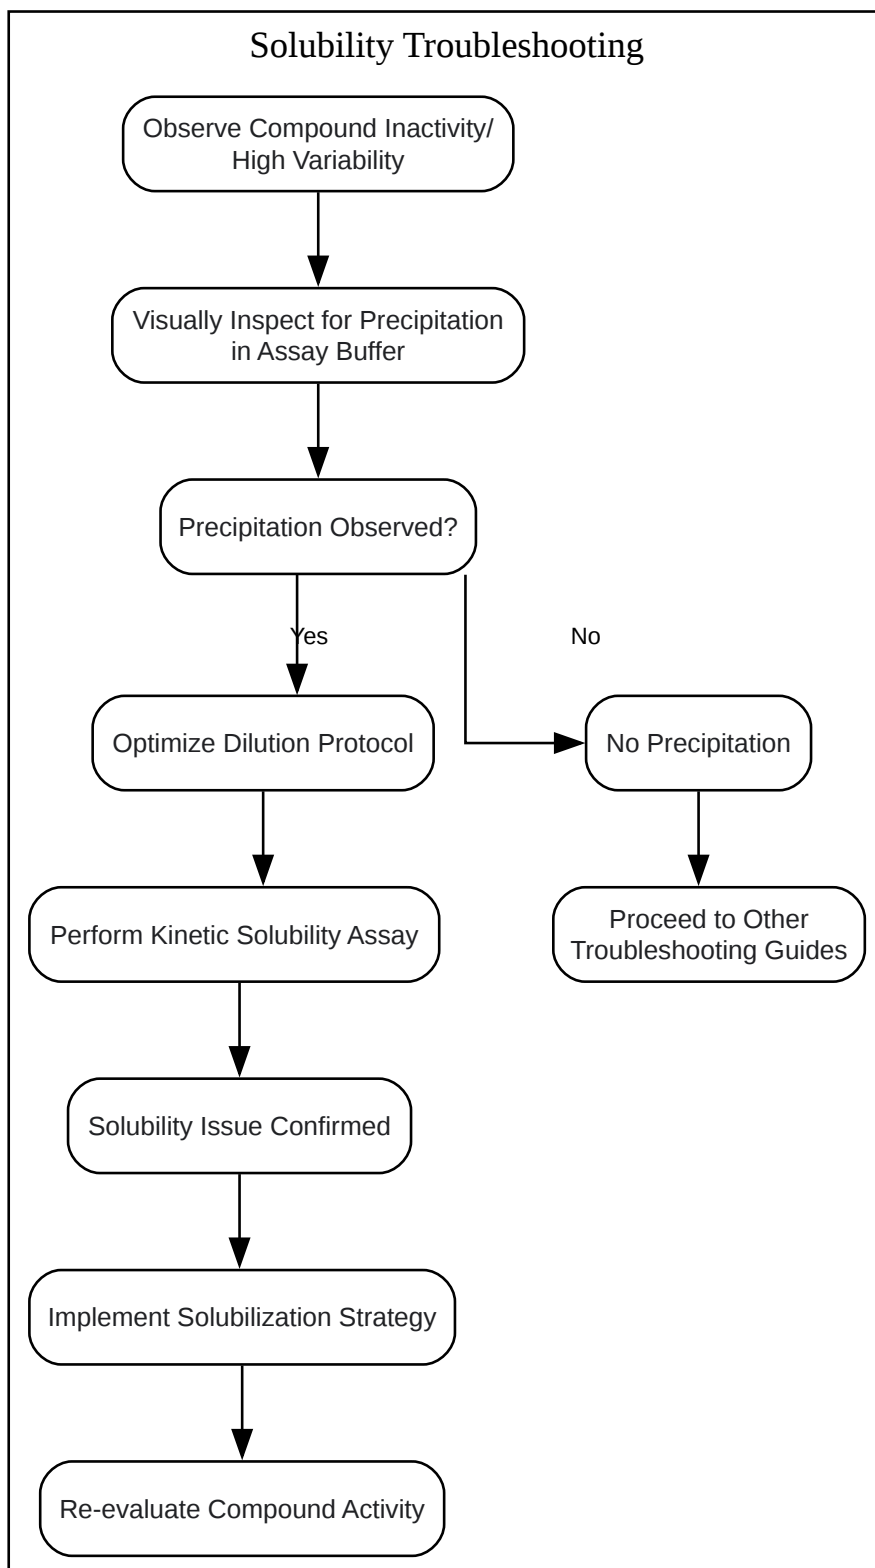 Solubility Troubleshooting
Observe Compound Inactivity/
High Variability
Visually Inspect for Precipitation
in Assay Buffer
Precipitation Observed?
Yes
No
Optimize Dilution Protocol
No Precipitation
Perform Kinetic Solubility Assay
Proceed to Other
Troubleshooting Guides
Solubility Issue Confirmed
Implement Solubilization Strategy
Re-evaluate Compound Activity